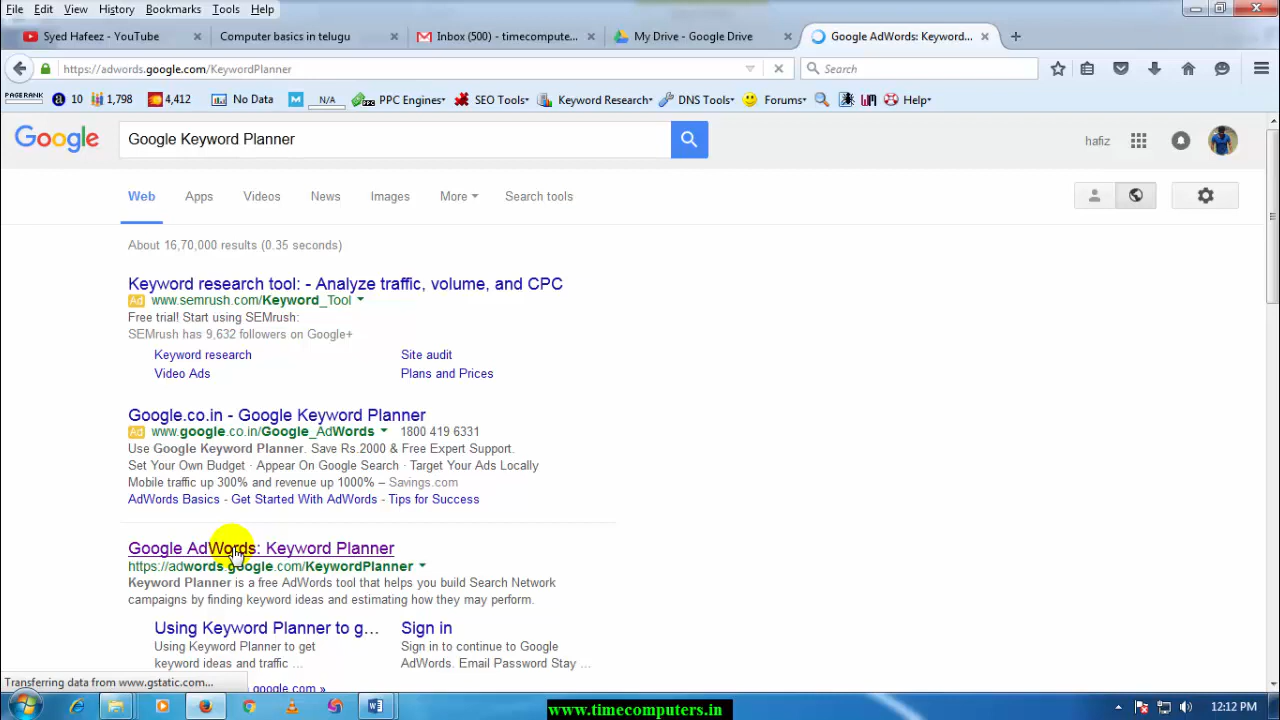 File Edit View History Bookmarks Tools Help
Syed Hafeez - YouTube × Computer basics in telugu × Inbox (500) - timecompute... × My Drive - Google Drive × Google AdWords: Keyword... × +
https://adwords.google.com/KeywordPlanner Search
PAGERANK a 10 1,798 4,412 No Data M N/A PPC Engines SEO Tools Keyword Research DNS Tools Forums Help
Google Google Keyword Planner hafiz
Web Apps Videos News Images More Search tools
About 16,70,000 results (0.35 seconds)
Keyword research tool: - Analyze traffic, volume, and CPC
Ad www.semrush.com/Keyword_Tool
Free trial! Start using SEMrush:
SEMrush has 9,632 followers on Google+
Keyword research Site audit
Video Ads Plans and Prices
Google.co.in - Google Keyword Planner
Ad www.google.co.in/Google_AdWords 1800 419 6331
Use Google Keyword Planner. Save Rs.2000 & Free Expert Support.
Set Your Own Budget · Appear On Google Search · Target Your Ads Locally
Mobile traffic up 300% and revenue up 1000% – Savings.com
AdWords Basics - Get Started With AdWords - Tips for Success
Google AdWords: Keyword Planner
https://adwords.google.com/KeywordPlanner
Keyword Planner is a free AdWords tool that helps you build Search Network
campaigns by finding keyword ideas and estimating how they may perform.
Using Keyword Planner to g... Sign in
Using Keyword Planner to get Sign in to continue to Google
keyword ideas and traffic ... AdWords. Email Password Stay ...
Transferring data from www.gstatic.com... google.com »
www.timecomputers.in 12:12 PM